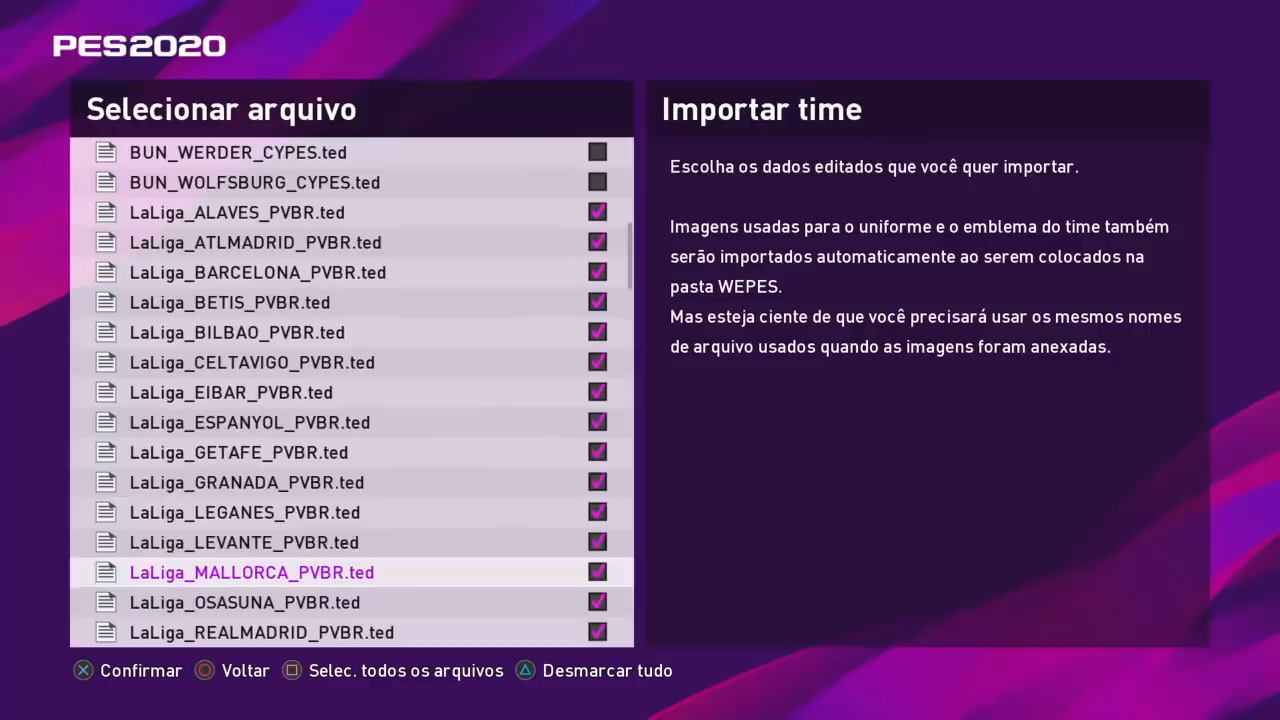 PES2020
Selecionar arquivo
BUN_WERDER_CYPES.ted
BUN_WOLFSBURG_CYPES.ted
LaLiga_ALAVES_PVBR.ted
LaLiga_ATLMADRID_PVBR.ted
LaLiga_BARCELONA_PVBR.ted
LaLiga_BETIS_PVBR.ted
LaLiga_BILBAO_PVBR.ted
LaLiga_CELTAVIGO_PVBR.ted
LaLiga_EIBAR_PVBR.ted
LaLiga_ESPANYOL_PVBR.ted
LaLiga_GETAFE_PVBR.ted
LaLiga_GRANADA_PVBR.ted
LaLiga_LEGANES_PVBR.ted
LaLiga_LEVANTE_PVBR.ted
LaLiga_MALLORCA_PVBR.ted
LaLiga_OSASUNA_PVBR.ted
LaLiga_REALMADRID_PVBR.ted
Importar time
Escolha os dados editados que você quer importar.
Imagens usadas para o uniforme e o emblema do time também
serão importados automaticamente ao serem colocados na
pasta WEPES.
Mas esteja ciente de que você precisará usar os mesmos nomes
de arquivo usados quando as imagens foram anexadas.
Confirmar Voltar Selec. todos os arquivos Desmarcar tudo